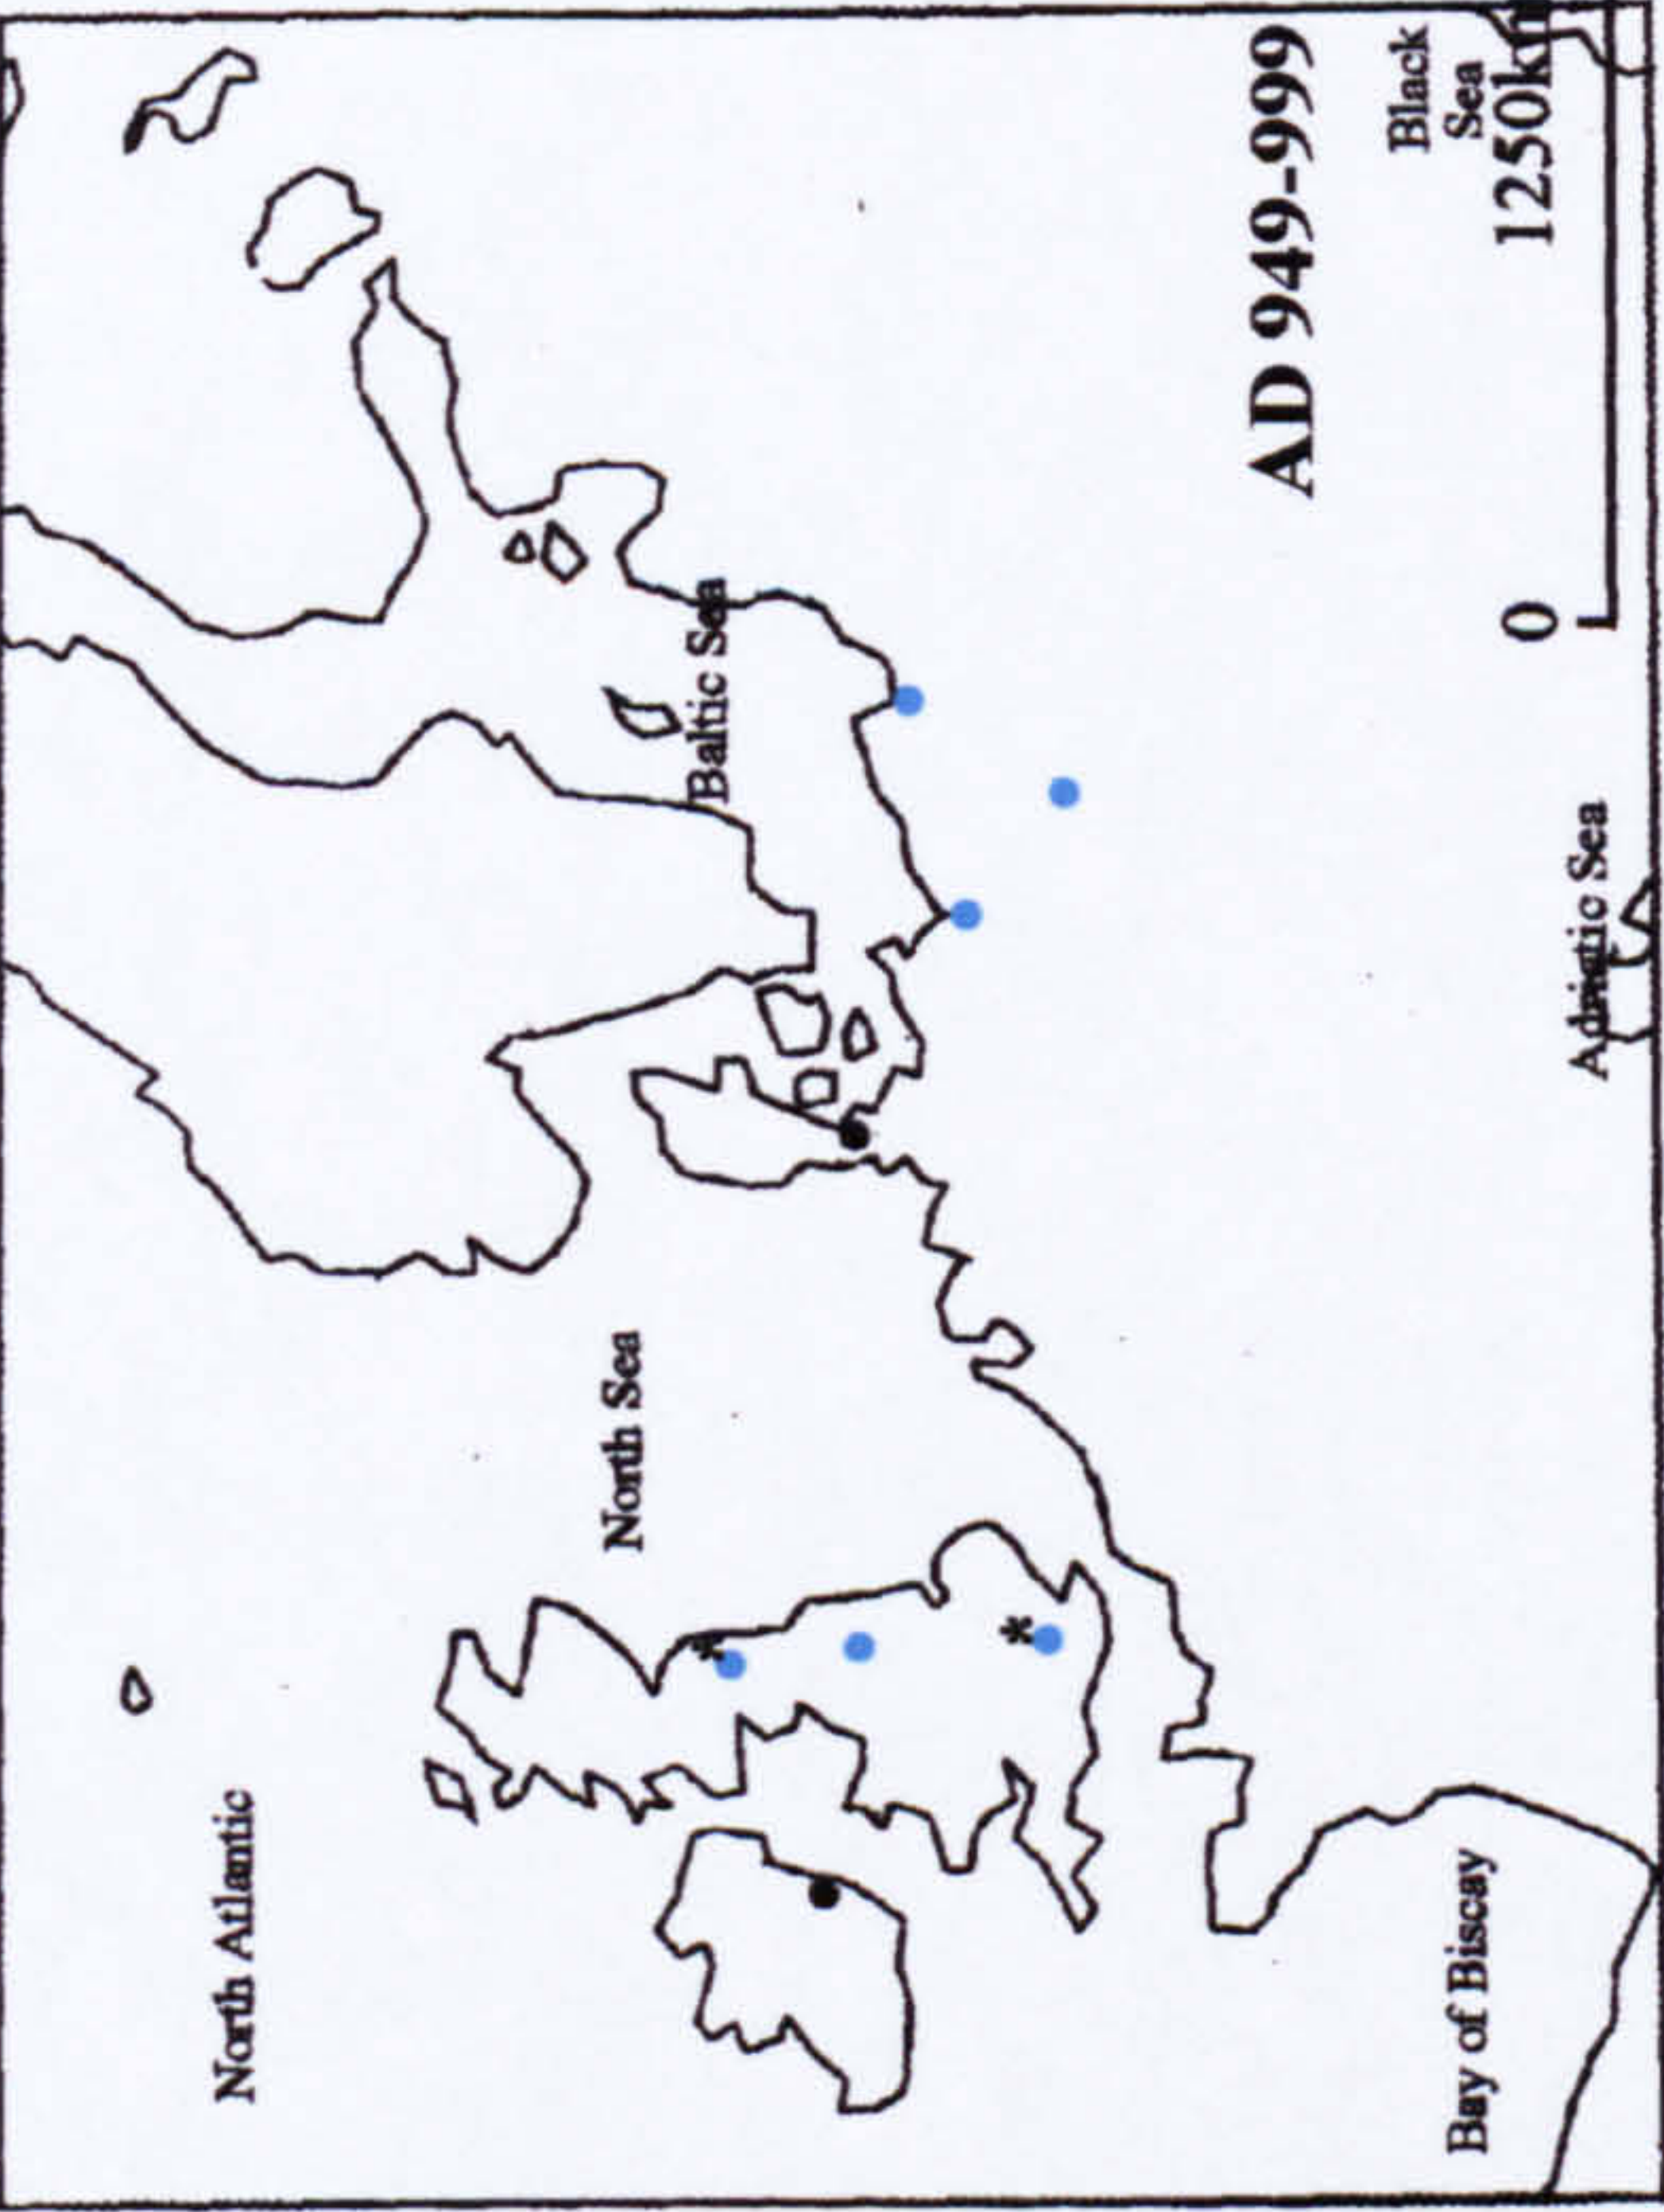 North Atlantic
North Sea
Baltic Sea
*
*
AD 949-999
Black
Sea
0
1250km
Bay of Biscay
Adriatic Sea